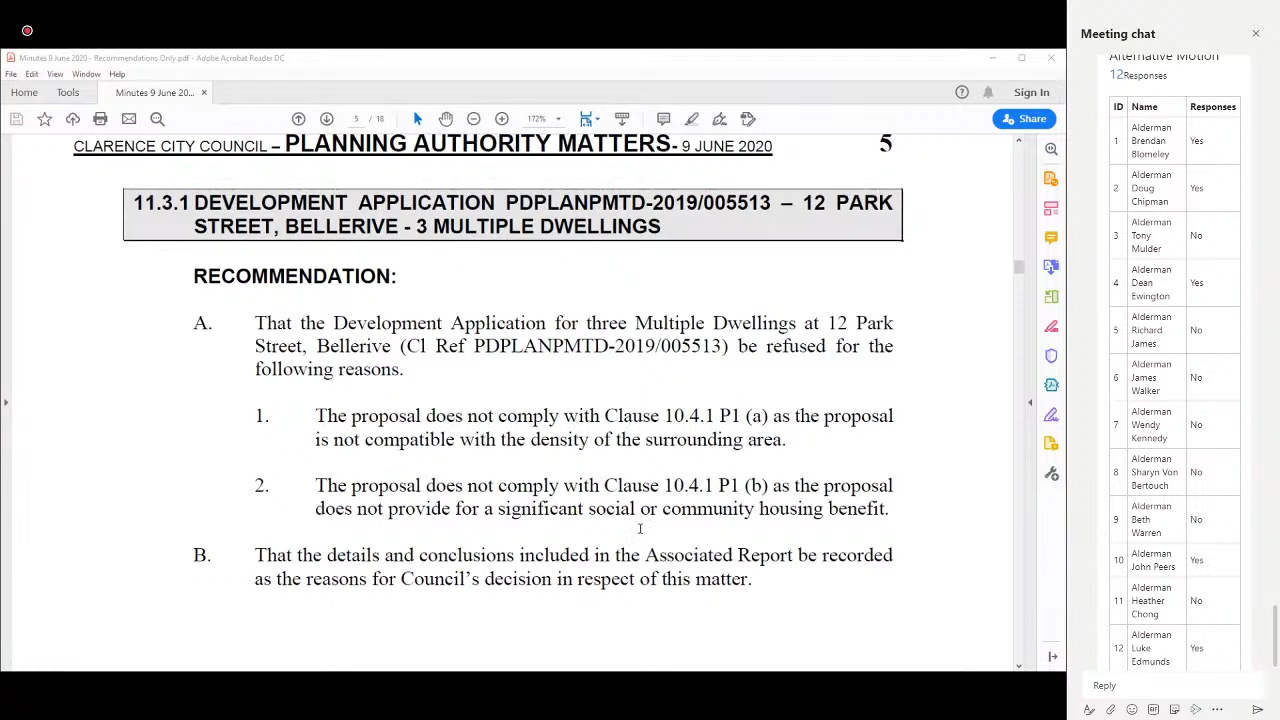 Minutes 9 June 2020 - Recommendations Only.pdf - Adobe Acrobat Reader DC
File Edit View Window Help
Home Tools Minutes 9 June 20... × Sign In
5 / 18 172% Share
CLARENCE CITY COUNCIL – PLANNING AUTHORITY MATTERS- 9 JUNE 2020 5
11.3.1 DEVELOPMENT APPLICATION PDPLANPMTD-2019/005513 – 12 PARK
STREET, BELLERIVE - 3 MULTIPLE DWELLINGS
RECOMMENDATION:
A. That the Development Application for three Multiple Dwellings at 12 Park
Street, Bellerive (Cl Ref PDPLANPMTD-2019/005513) be refused for the
following reasons.
1. The proposal does not comply with Clause 10.4.1 P1 (a) as the proposal
is not compatible with the density of the surrounding area.
2. The proposal does not comply with Clause 10.4.1 P1 (b) as the proposal
does not provide for a significant social or community housing benefit.
B. That the details and conclusions included in the Associated Report be recorded
as the reasons for Council's decision in respect of this matter.
Meeting chat
Alternative Motion
12Responses
ID Name Responses
1 Alderman
Brendan
Blomeley Yes
2 Alderman
Doug
Chipman Yes
3 Alderman
Tony
Mulder No
4 Alderman
Dean
Ewington Yes
5 Alderman
Richard
James No
6 Alderman
James
Walker No
7 Alderman
Wendy
Kennedy No
8 Alderman
Sharyn Von
Bertouch No
9 Alderman
Beth
Warren No
10 Alderman
John Peers Yes
11 Alderman
Heather
Chong No
12 Alderman
Luke
Edmunds Yes
Reply